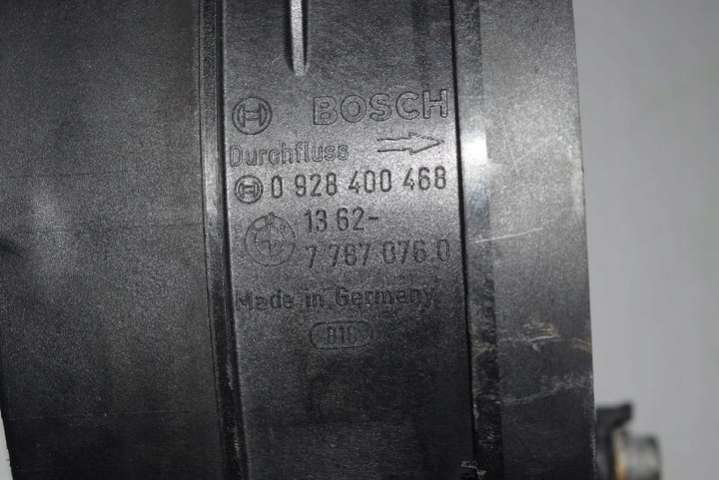 BOSCH
Durchfluss
0 928 400 468
13 62-
7 787 076.0
Made in Germany